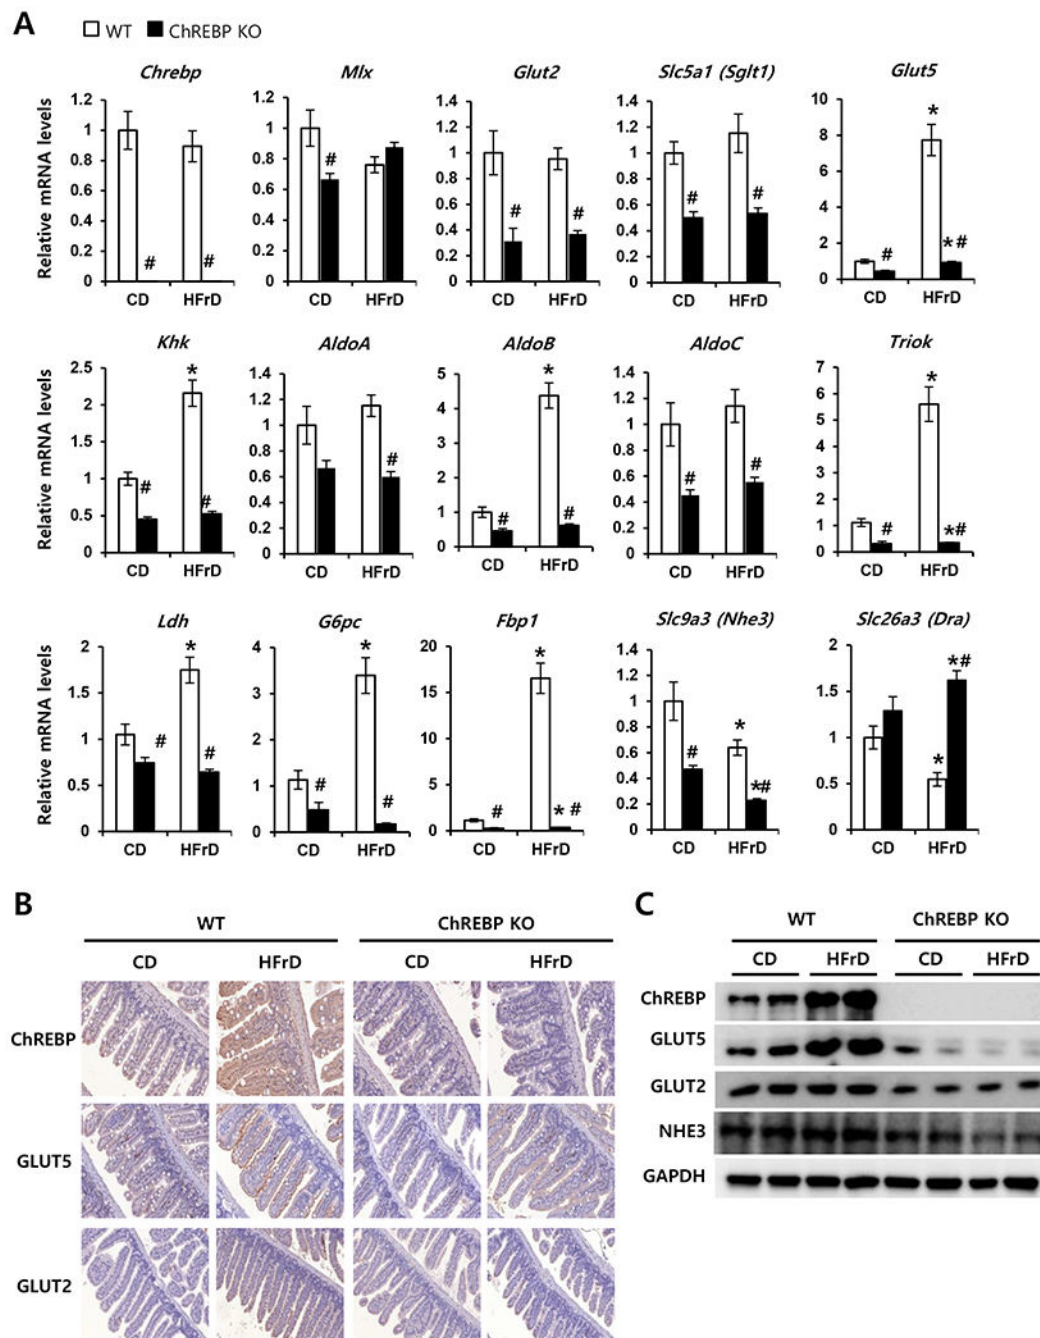 A
WT ChREBP KO
Chrebp Mlx Glut2 Slc5a1 (Sglt1) Glut5
Relative mRNA levels
1.2 1.2 1.4 1.4 10
1 1 1.2 1.2 8
0.8 0.8 1 1 6
0.6 0.6 0.8 0.8 4
0.4 0.4 0.6 0.6 2
0.2 0.2 0.4 0.4 0
0 0 0.2 0.2
0 0
# # # # # # # # * *#
CD HFrD CD HFrD CD HFrD CD HFrD CD HFrD
Khk AldoA AldoB AldoC Triok
Relative mRNA levels
2.5 1.4 5 1.4 7
2 1.2 4 1.2 6
1.5 1 3 1 5
1 0.8 2 0.8 4
0.5 0.6 1 0.6 3
0 0.4 0 0.4 2
0.2 0.2 1
0 0 0
# * # # # * # # # # * *#
CD HFrD CD HFrD CD HFrD CD HFrD CD HFrD
Ldh G6pc Fbp1 Slc9a3 (Nhe3) Slc26a3 (Dra)
Relative mRNA levels
2 4 20 1.4 2
1.5 3 15 1.2 1.5
1 2 10 1 1
0.5 1 5 0.8 0.5
0 0 0 0.6 0
0.4
0.2
0
# * # # * # # * * # # * *# * *#
CD HFrD CD HFrD CD HFrD CD HFrD CD HFrD
B
WT ChREBP KO
CD HFrD CD HFrD
ChREBP
GLUT5
GLUT2
C
WT ChREBP KO
CD HFrD CD HFrD
ChREBP
GLUT5
GLUT2
NHE3
GAPDH